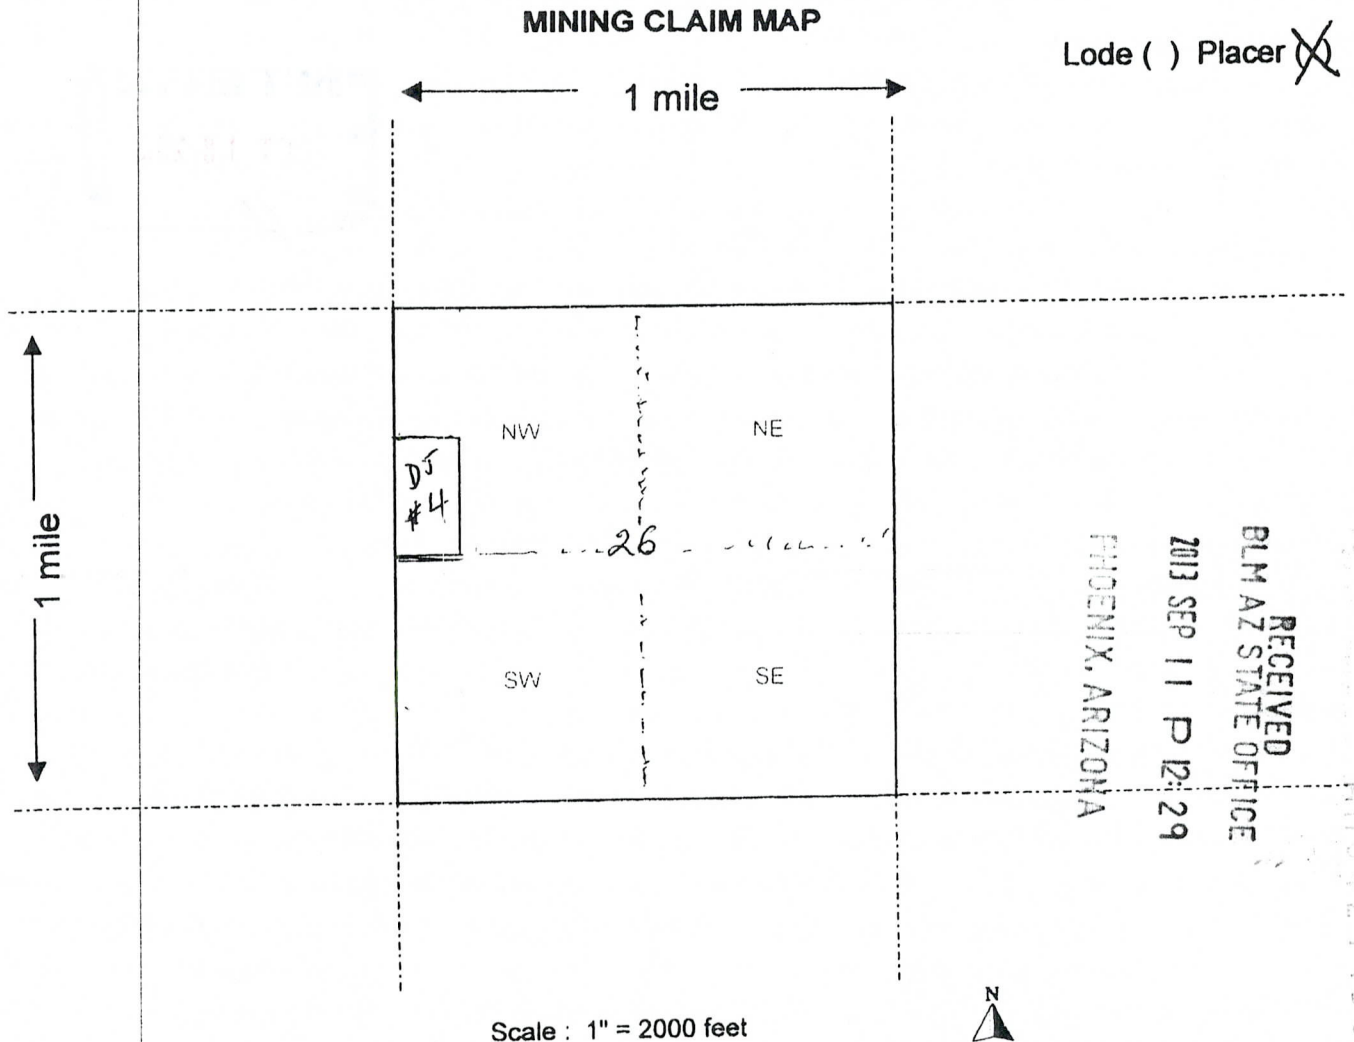 MINING CLAIM MAP
Lode ( ) Placer (X)
1 mile
1 mile
NW
NE
DJ
#4
26
SW
SE
RECEIVED
BLM AZ STATE OFFICE
2013 SEP 11 P 12:29
PHOENIX, ARIZONA
N
Scale : 1" = 2000 feet